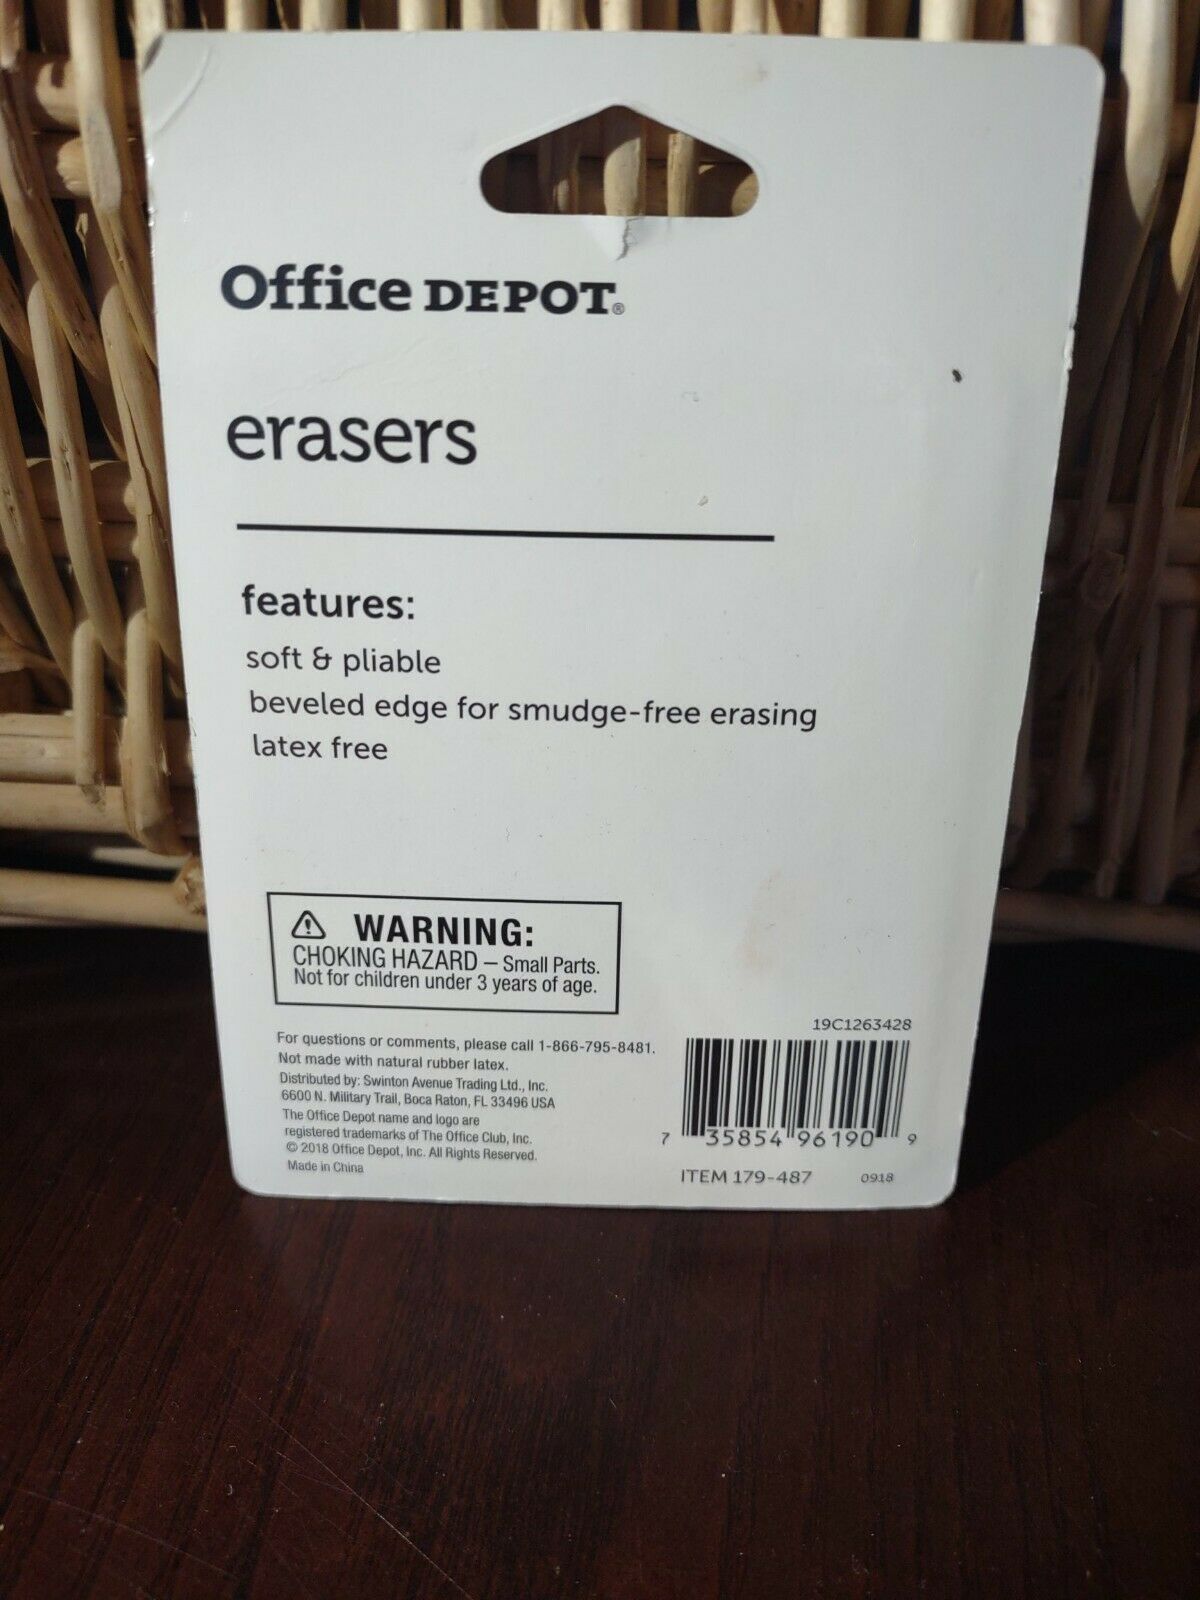 Office DEPOT®
erasers
features:
soft & pliable
beveled edge for smudge-free erasing
latex free
⚠ WARNING:
CHOKING HAZARD – Small Parts.
Not for children under 3 years of age.
For questions or comments, please call 1-866-795-8481.
Not made with natural rubber latex.
Distributed by: Swinton Avenue Trading Ltd., Inc.
6600 N. Military Trail, Boca Raton, FL 33496 USA
The Office Depot name and logo are
registered trademarks of The Office Club, Inc.
© 2018 Office Depot, Inc. All Rights Reserved.
Made in China
19C1263428
7 35854 96190 9
ITEM 179-487 0918